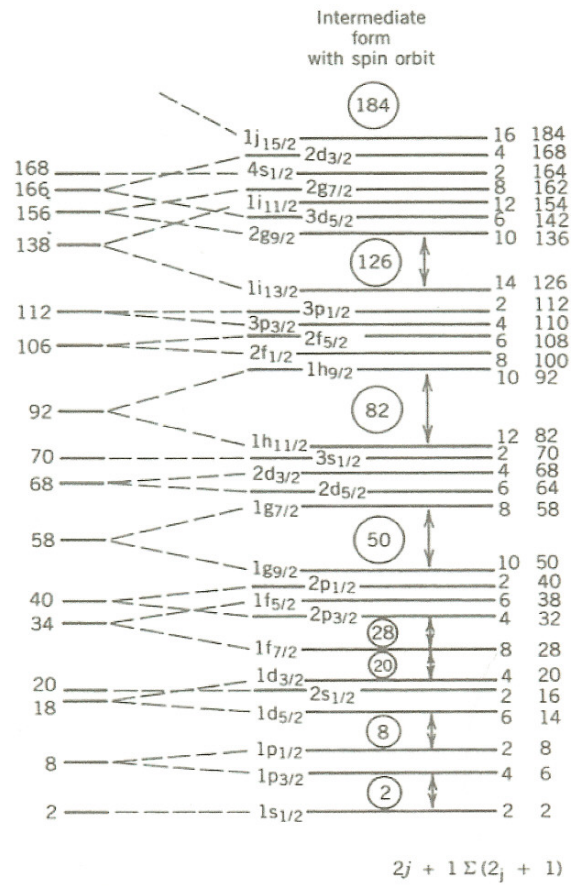 Intermediate
form
with spin orbit
184
1j15/2 16 184
2d3/2 4 168
168 4s1/2 2 164
166 2g7/2 8 162
1i11/2 12 154
156 3d5/2 6 142
138 2g9/2 10 136
126
1i13/2 14 126
112 3p1/2 2 112
3p3/2 4 110
106 2f5/2 6 108
2f1/2 8 100
1h9/2 10 92
92 82
1h11/2 12 82
70 3s1/2 2 70
68 2d3/2 4 68
2d5/2 6 64
1g7/2 8 58
58 50
1g9/2 10 50
2p1/2 2 40
40 1f5/2 6 38
34 2p3/2 4 32
28
1f7/2 8 28
20
1d3/2 4 20
20 2s1/2 2 16
18 1d5/2 6 14
8
1p1/2 2 8
8 1p3/2 4 6
2
2 1s1/2 2 2
2j + 1 Σ(2j + 1)